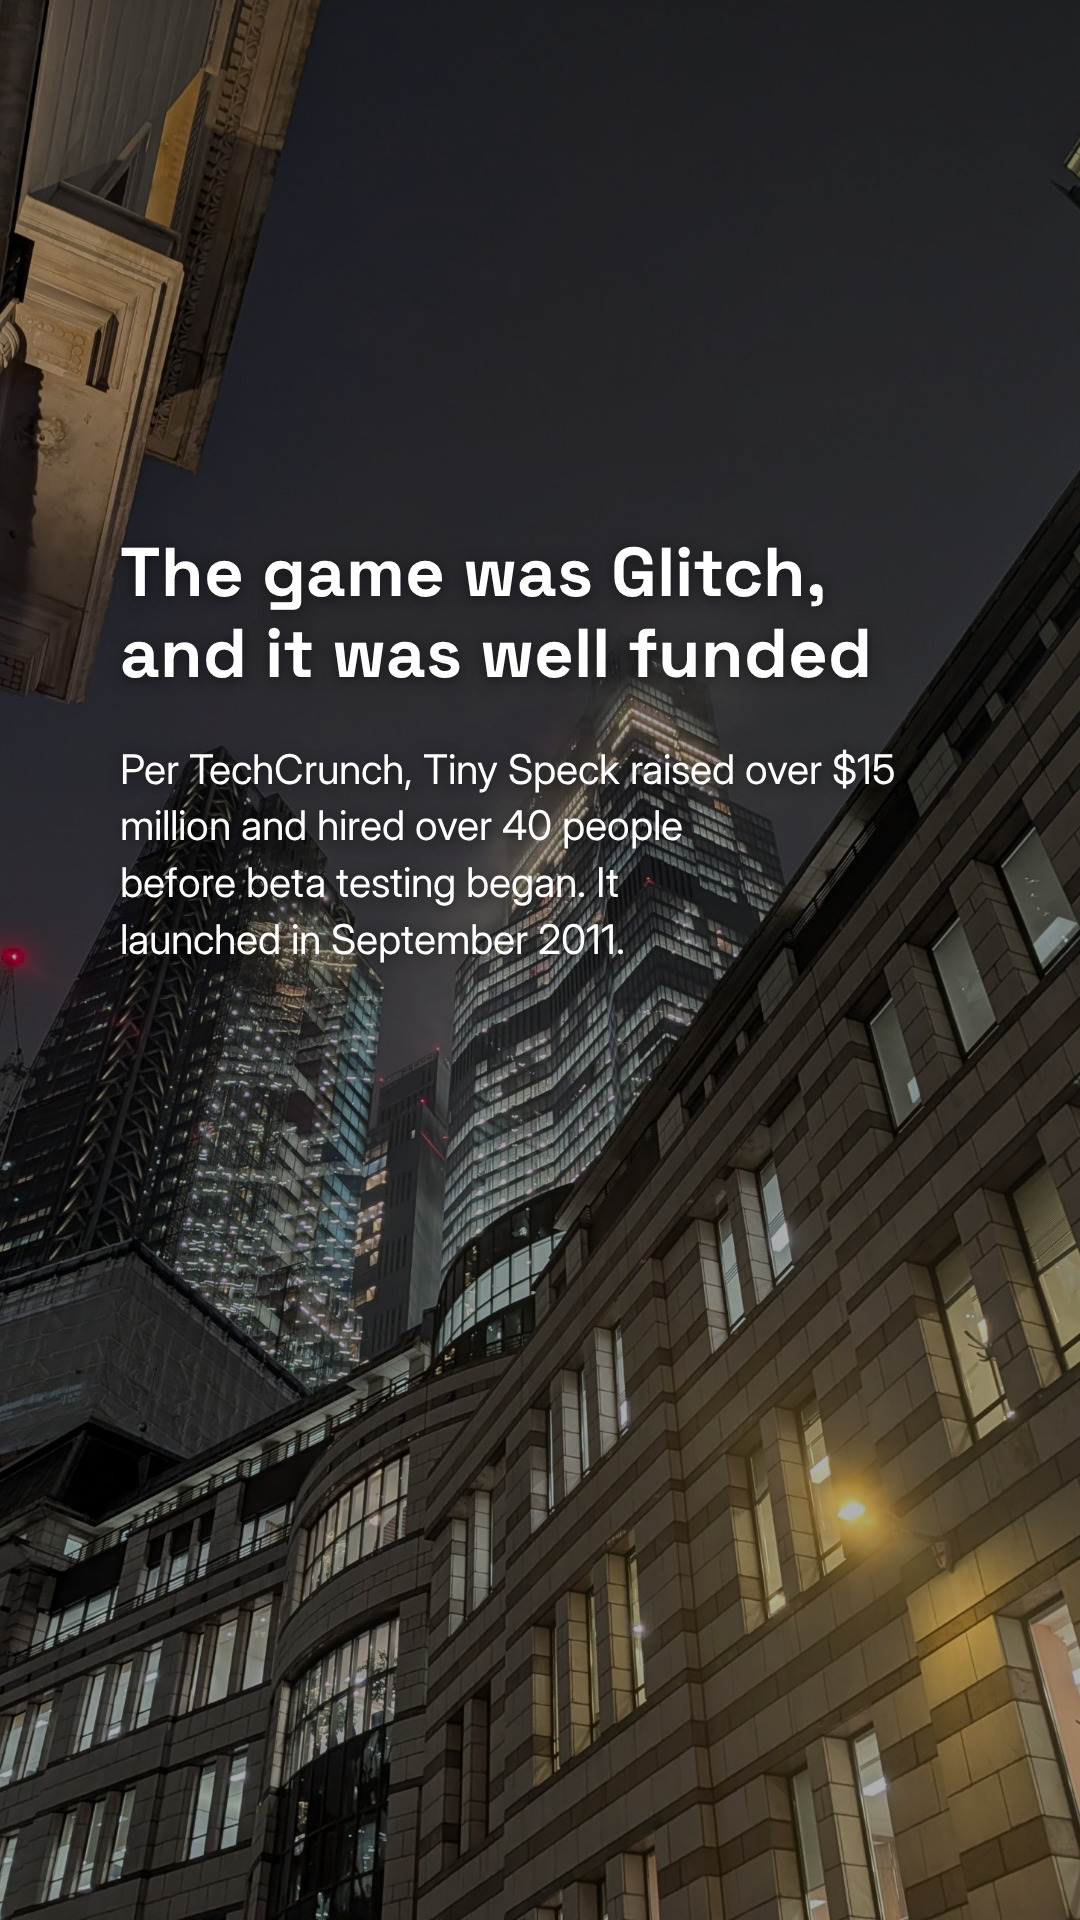 The game was Glitch,
and it was well funded
Per TechCrunch, Tiny Speck raised over $15
million and hired over 40 people
before beta testing began. It
launched in September 2011.